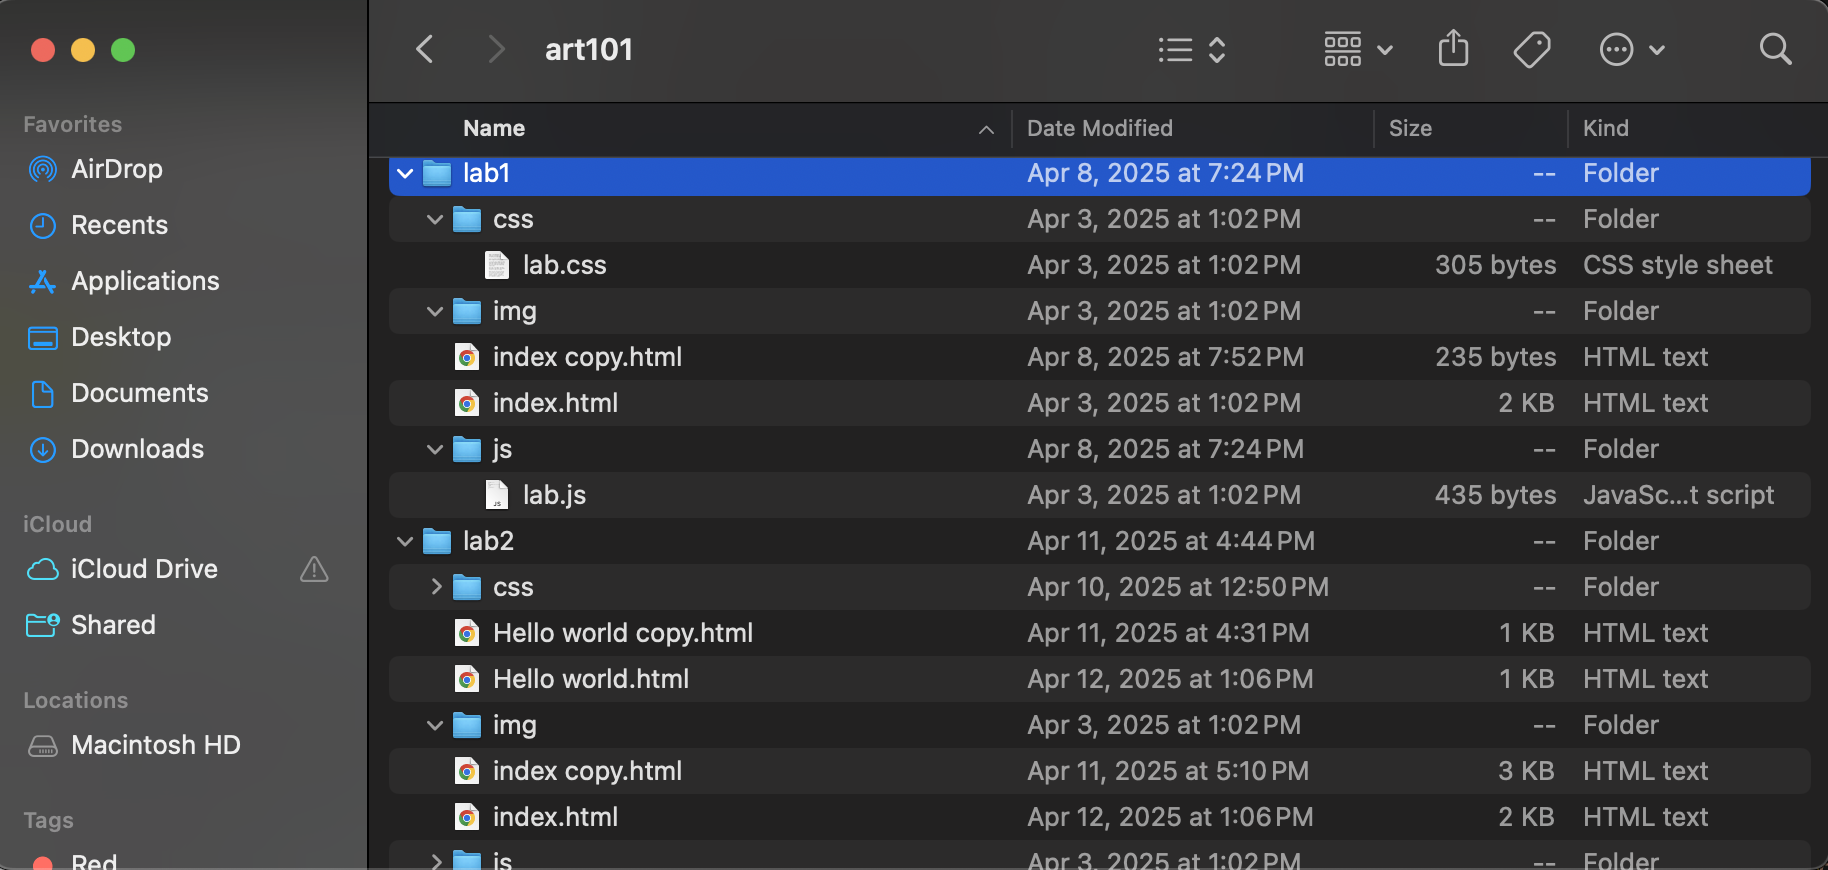 art101
Favorites
AirDrop
Recents
Applications
Desktop
Documents
Downloads
iCloud
iCloud Drive
Shared
Locations
Macintosh HD
Tags
Red
Name Date Modified Size Kind
lab1 Apr 8, 2025 at 7:24 PM -- Folder
css Apr 3, 2025 at 1:02 PM -- Folder
lab.css Apr 3, 2025 at 1:02 PM 305 bytes CSS style sheet
img Apr 3, 2025 at 1:02 PM -- Folder
index copy.html Apr 8, 2025 at 7:52 PM 235 bytes HTML text
index.html Apr 3, 2025 at 1:02 PM 2 KB HTML text
js Apr 8, 2025 at 7:24 PM -- Folder
lab.js Apr 3, 2025 at 1:02 PM 435 bytes JavaSc...t script
lab2 Apr 11, 2025 at 4:44 PM -- Folder
css Apr 10, 2025 at 12:50 PM -- Folder
Hello world copy.html Apr 11, 2025 at 4:31 PM 1 KB HTML text
Hello world.html Apr 12, 2025 at 1:06 PM 1 KB HTML text
img Apr 3, 2025 at 1:02 PM -- Folder
index copy.html Apr 11, 2025 at 5:10 PM 3 KB HTML text
index.html Apr 12, 2025 at 1:06 PM 2 KB HTML text
js Apr 3, 2025 at 1:02 PM -- Folder